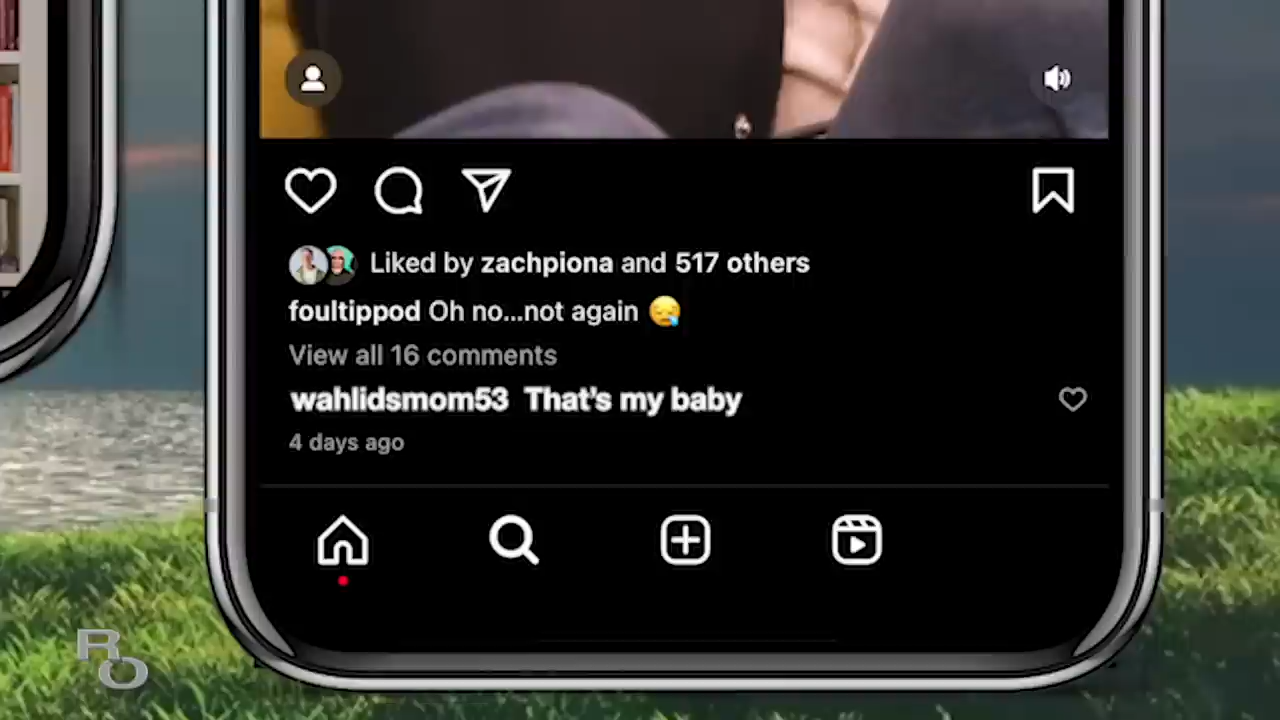 Liked by zachpiona and 517 others
foultippod Oh no...not again 😪
View all 16 comments
wahlidsmom53 That's my baby
4 days ago
RO